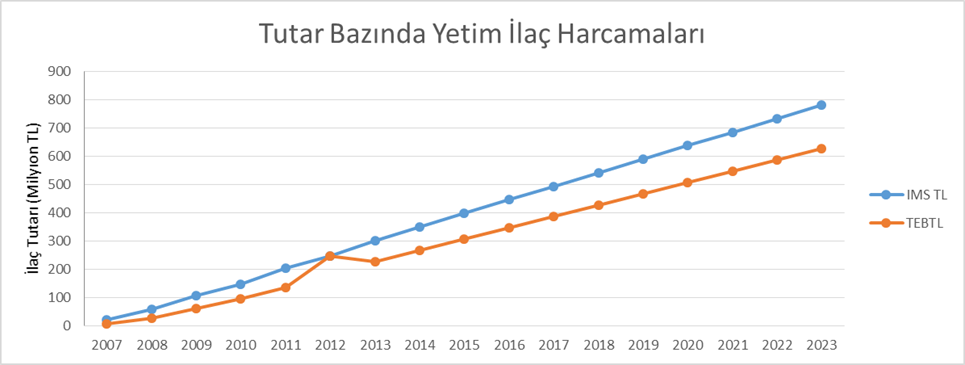 Tutar Bazında Yetim İlaç Harcamaları
İlaç Tutarı (Milyıon TL)
900
800
700
600
500
400
300
200
100
0
2007 2008 2009 2010 2011 2012 2013 2014 2015 2016 2017 2018 2019 2020 2021 2022 2023
IMS TL
TEBTL